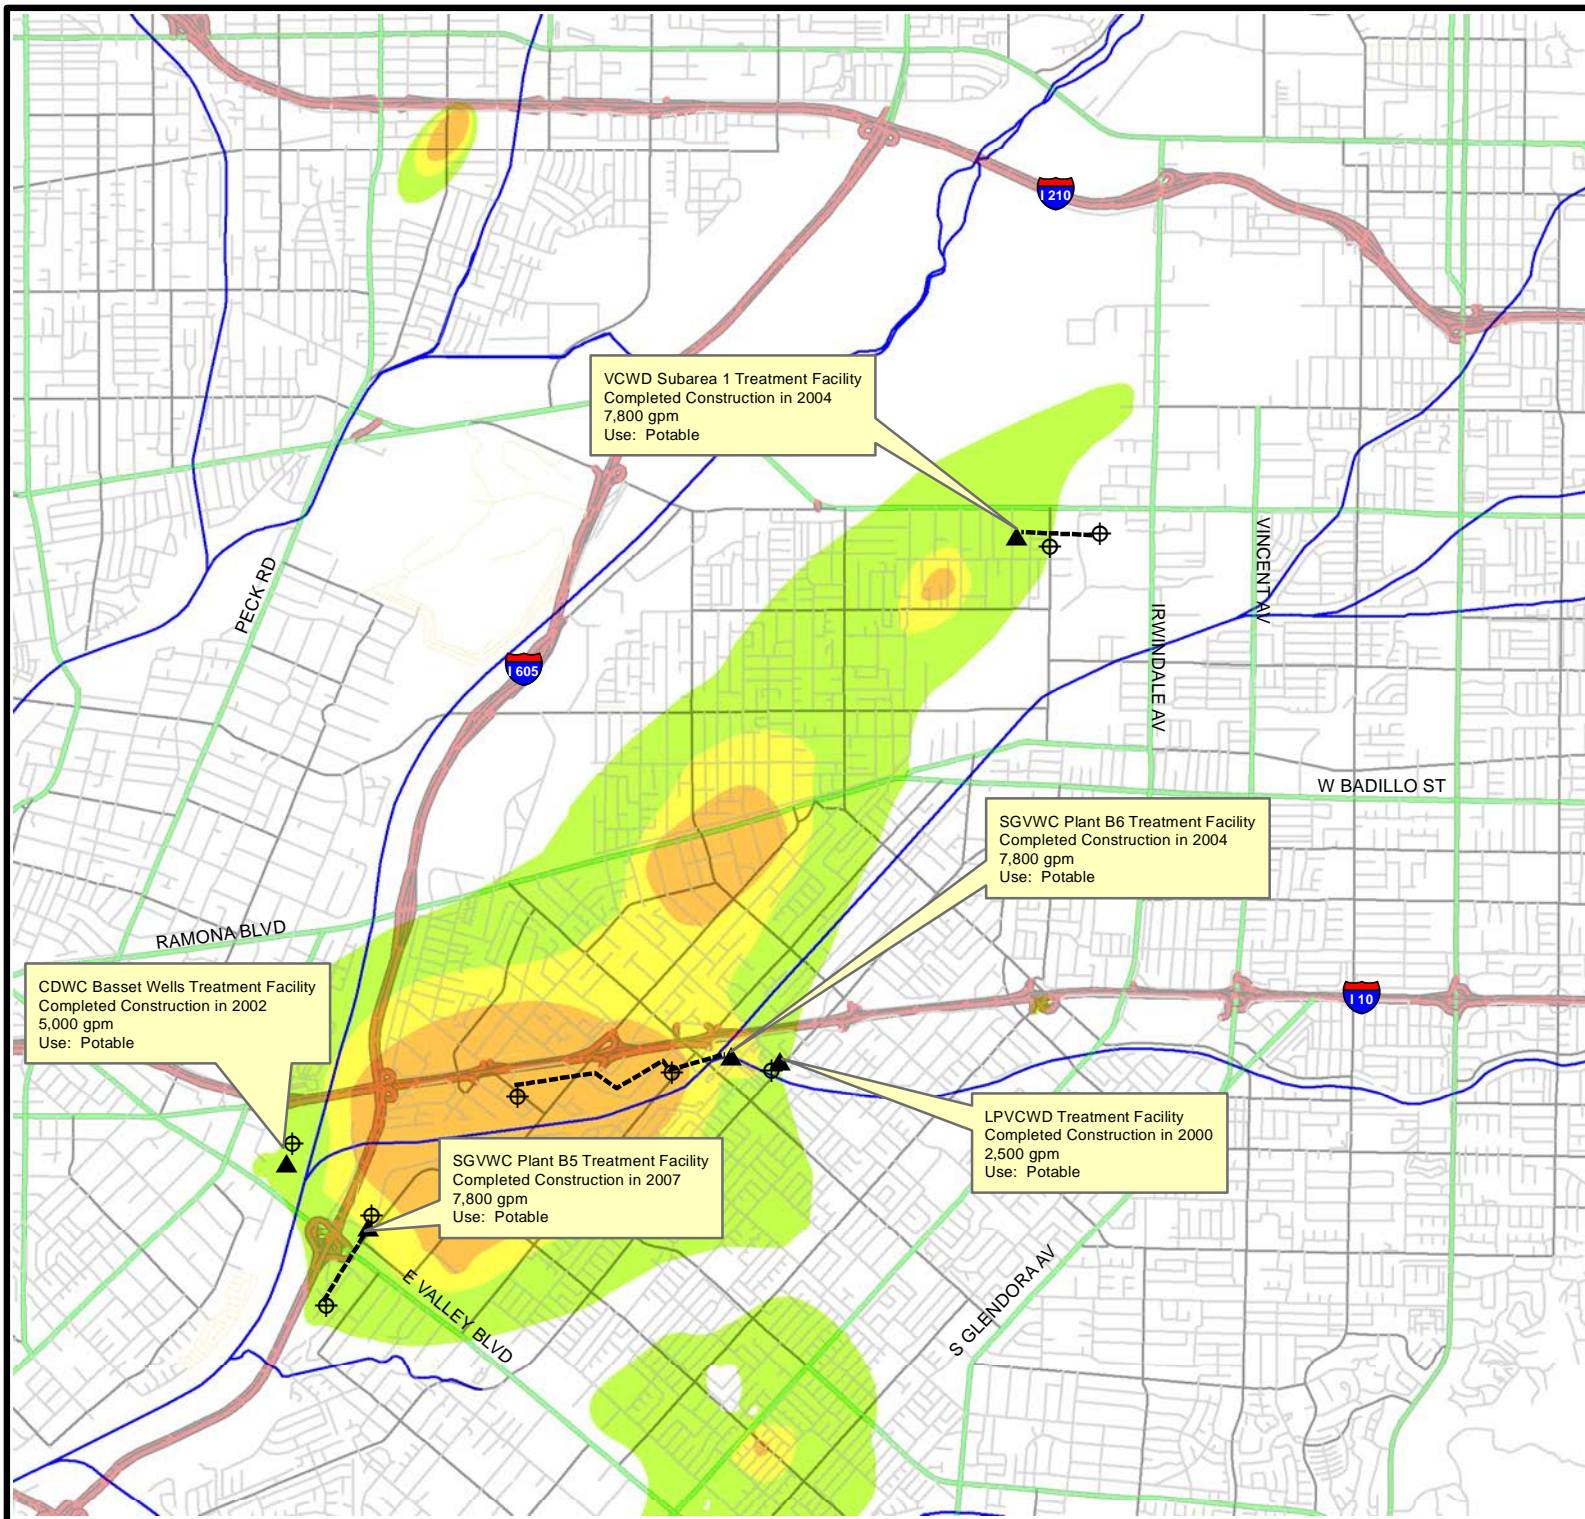 I 210
VCWD Subarea 1 Treatment Facility
Completed Construction in 2004
7,800 gpm
Use: Potable
PECK RD
VINCENT AV
IRWINDALE AV
I 605
W BADILLO ST
SGVWC Plant B6 Treatment Facility
Completed Construction in 2004
7,800 gpm
Use: Potable
RAMONA BLVD
CDWC Basset Wells Treatment Facility
Completed Construction in 2002
5,000 gpm
Use: Potable
I 10
LPVCWD Treatment Facility
Completed Construction in 2000
2,500 gpm
Use: Potable
SGVWC Plant B5 Treatment Facility
Completed Construction in 2007
7,800 gpm
Use: Potable
E VALLEY BLVD
S GLENDORA AV